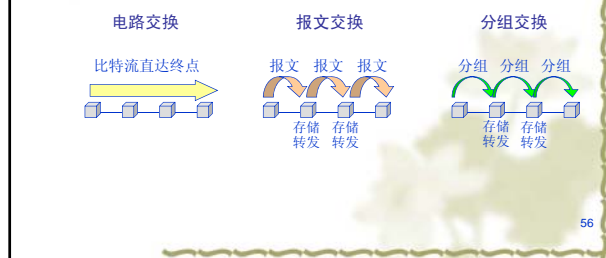 电路交换 报文交换 分组交换
比特流直达终点 报文 报文 报文 分组 分组 分组
存储 存储 存储 存储
转发 转发 转发 转发
56